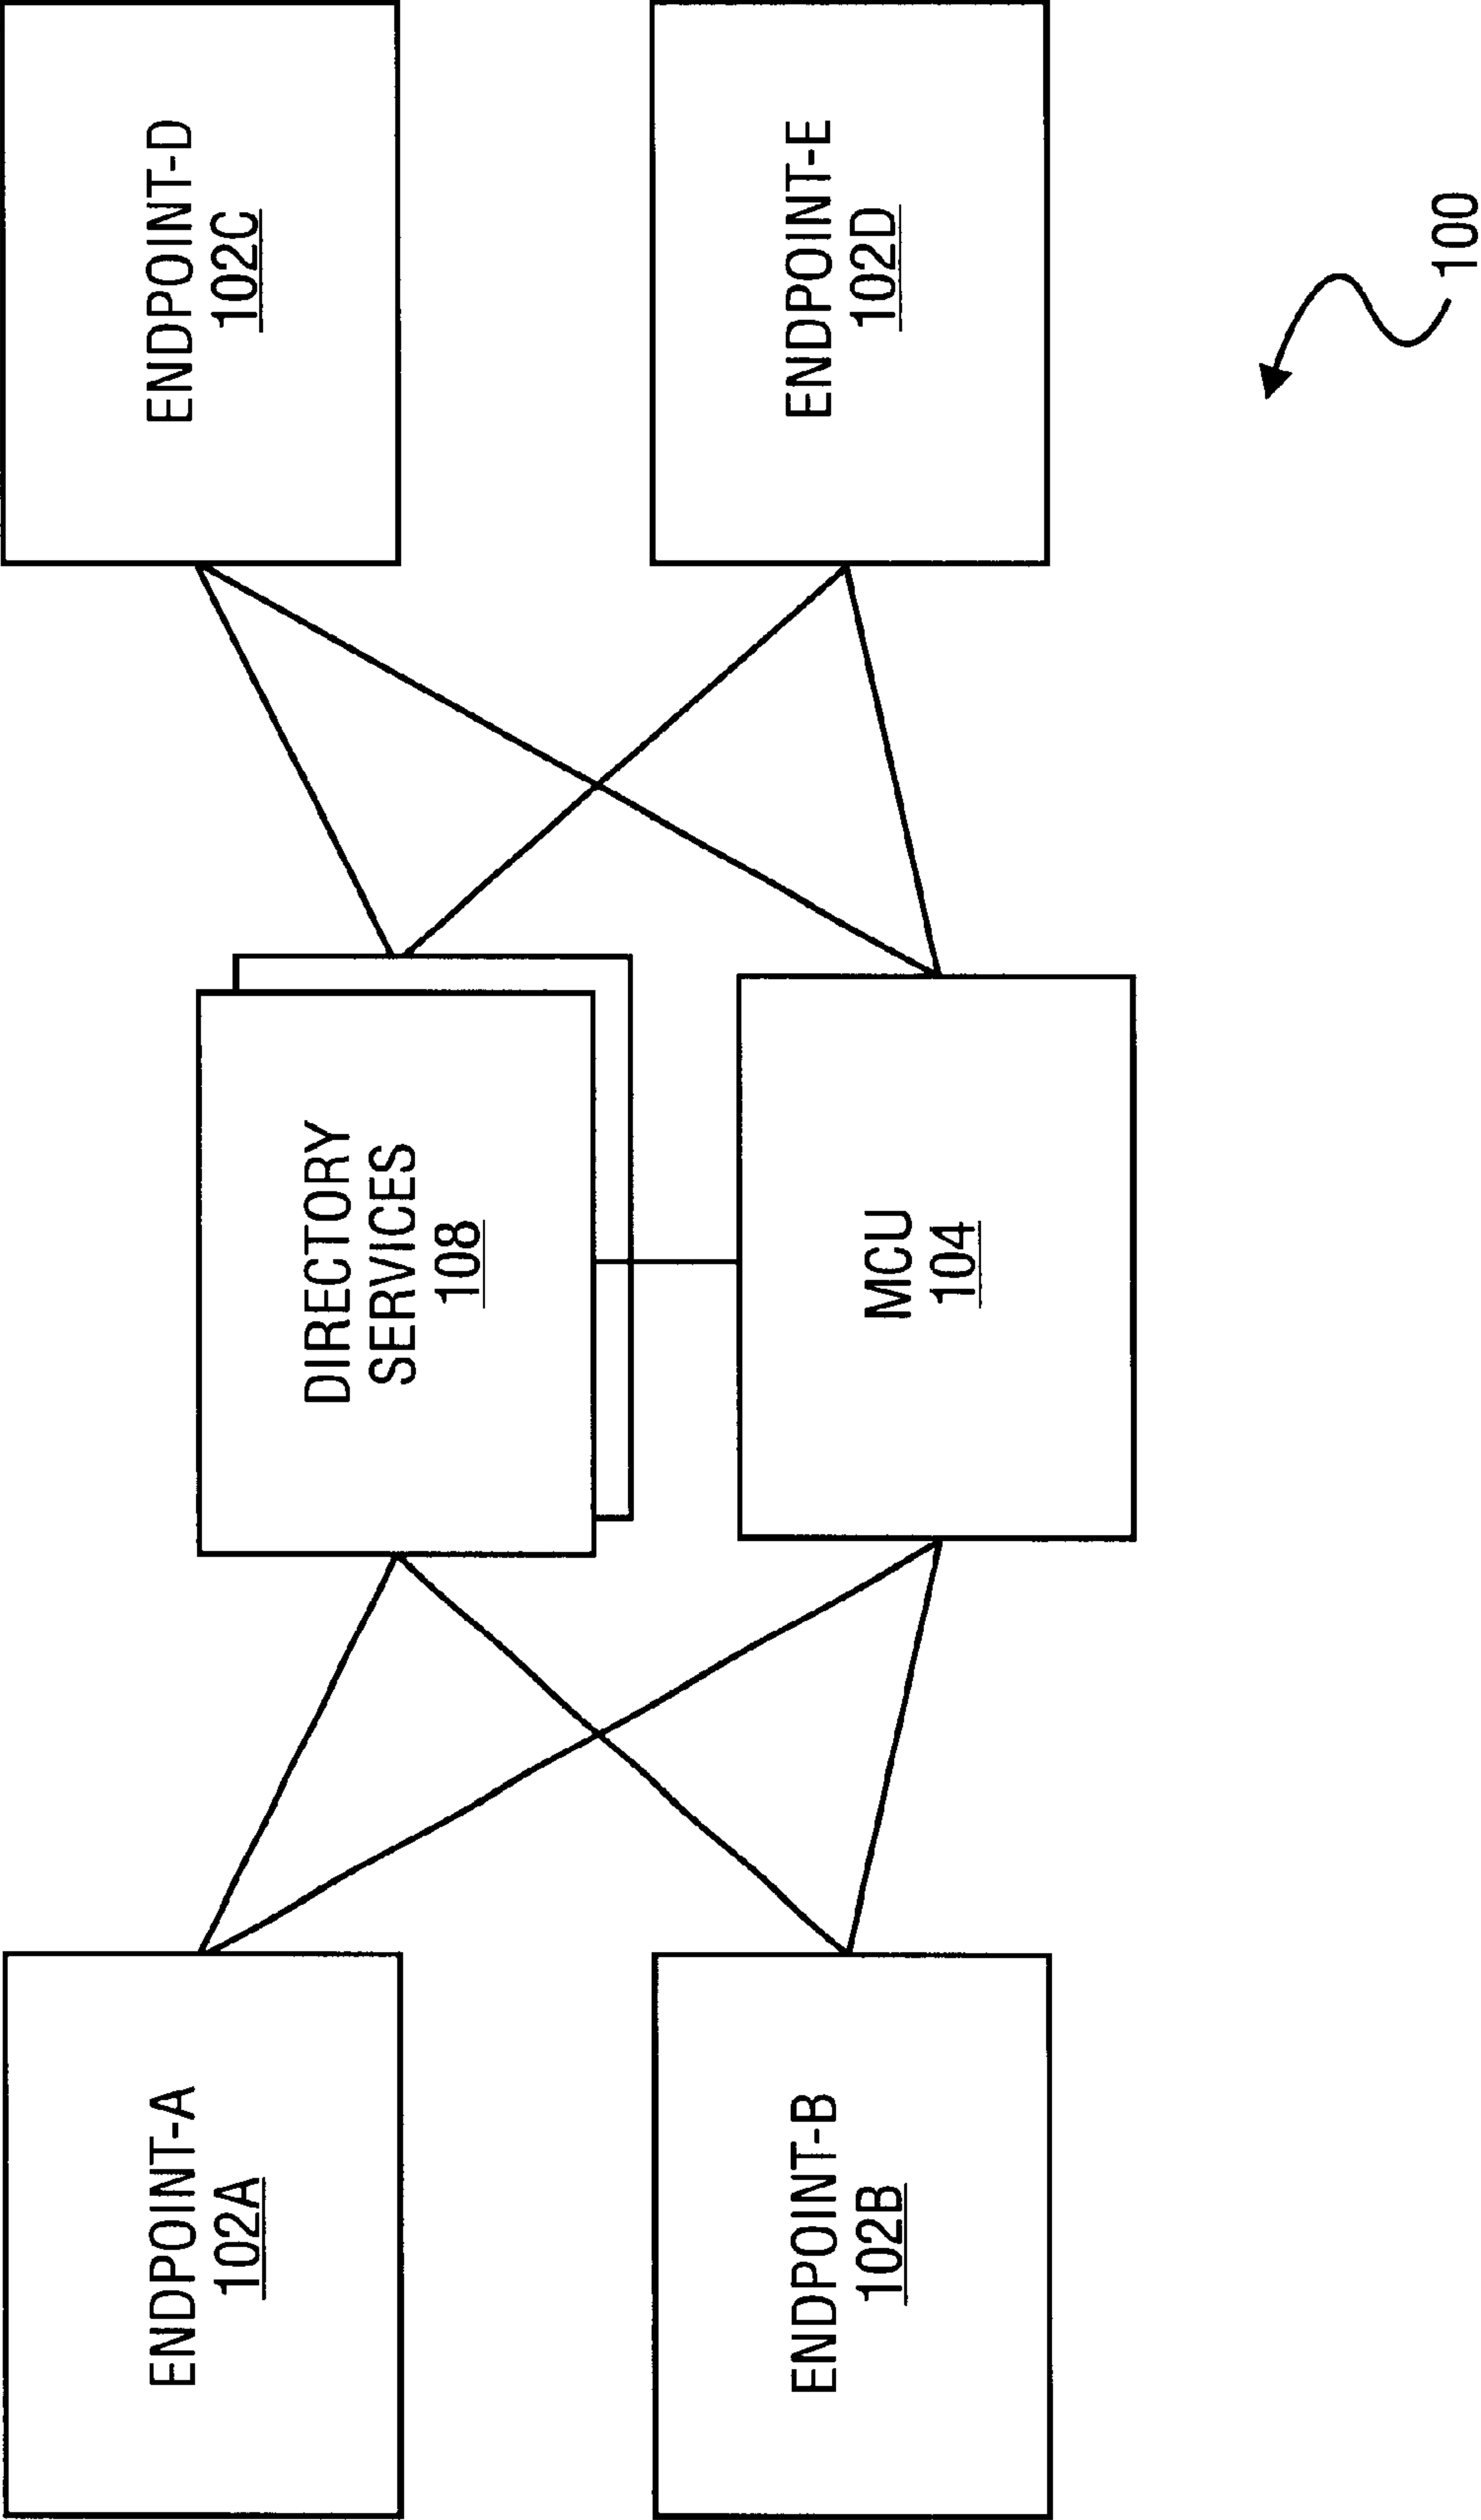 ENDPOINT-A
102A
DIRECTORY
SERVICES
108
ENDPOINT-D
102C
ENDPOINT-B
102B
MCU
104
ENDPOINT-E
102D
100